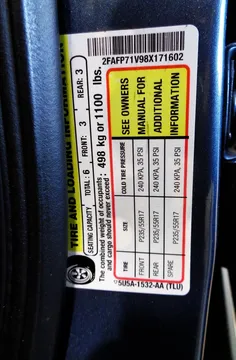 TIRE AND LOADING INFORMATION
SEATING CAPACITY TOTAL: 6 FRONT: 3 REAR: 3
The combined weight of occupants and cargo should never exceed: 498 kg or 1100 lbs.
TIRE SIZE COLD TIRE PRESSURE
FRONT P235/55R17 240 KPA, 35 PSI
REAR P235/55R17 240 KPA, 35 PSI
SPARE P235/55R17 240 KPA, 35 PSI
SEE OWNERS
MANUAL FOR
ADDITIONAL
INFORMATION
2FAFP71V98X171602
5U5A-1532-AA (TLU)